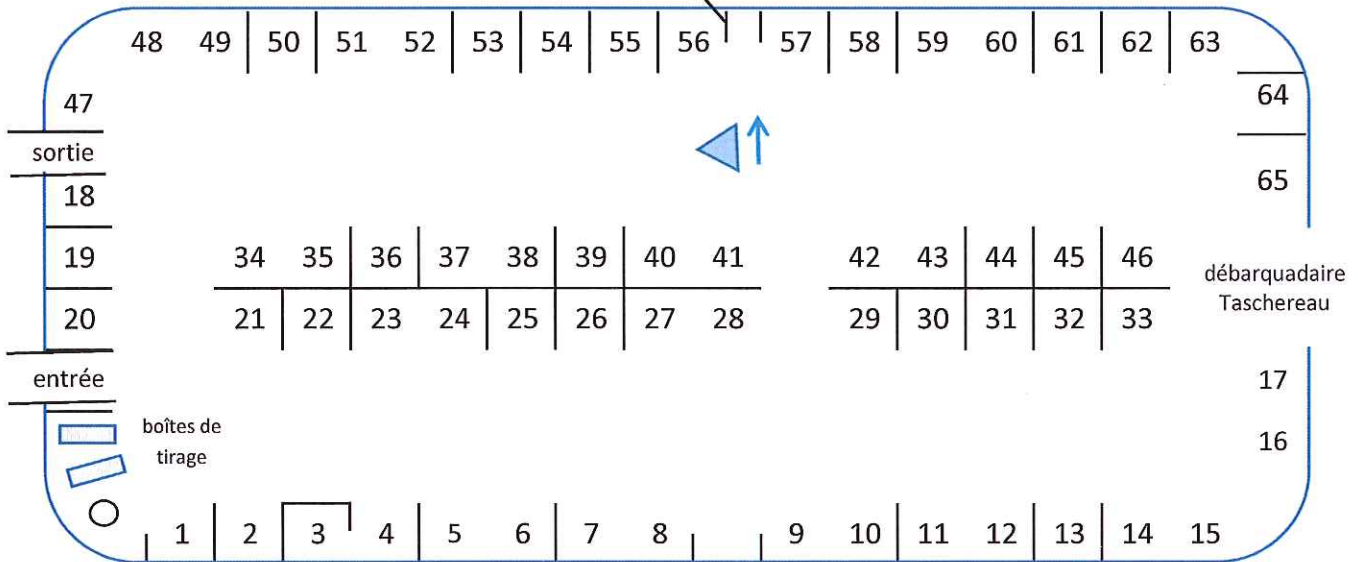 48 49 50 51 52 53 54 55 56 57 58 59 60 61 62 63
47
64
sortie
18
65
19
34 35 36 37 38 39 40 41 42 43 44 45 46
débarquadaire
Taschereau
20
21 22 23 24 25 26 27 28 29 30 31 32 33
entrée
17
boîtes de
tirage
16
1 2 3 4 5 6 7 8 9 10 11 12 13 14 15